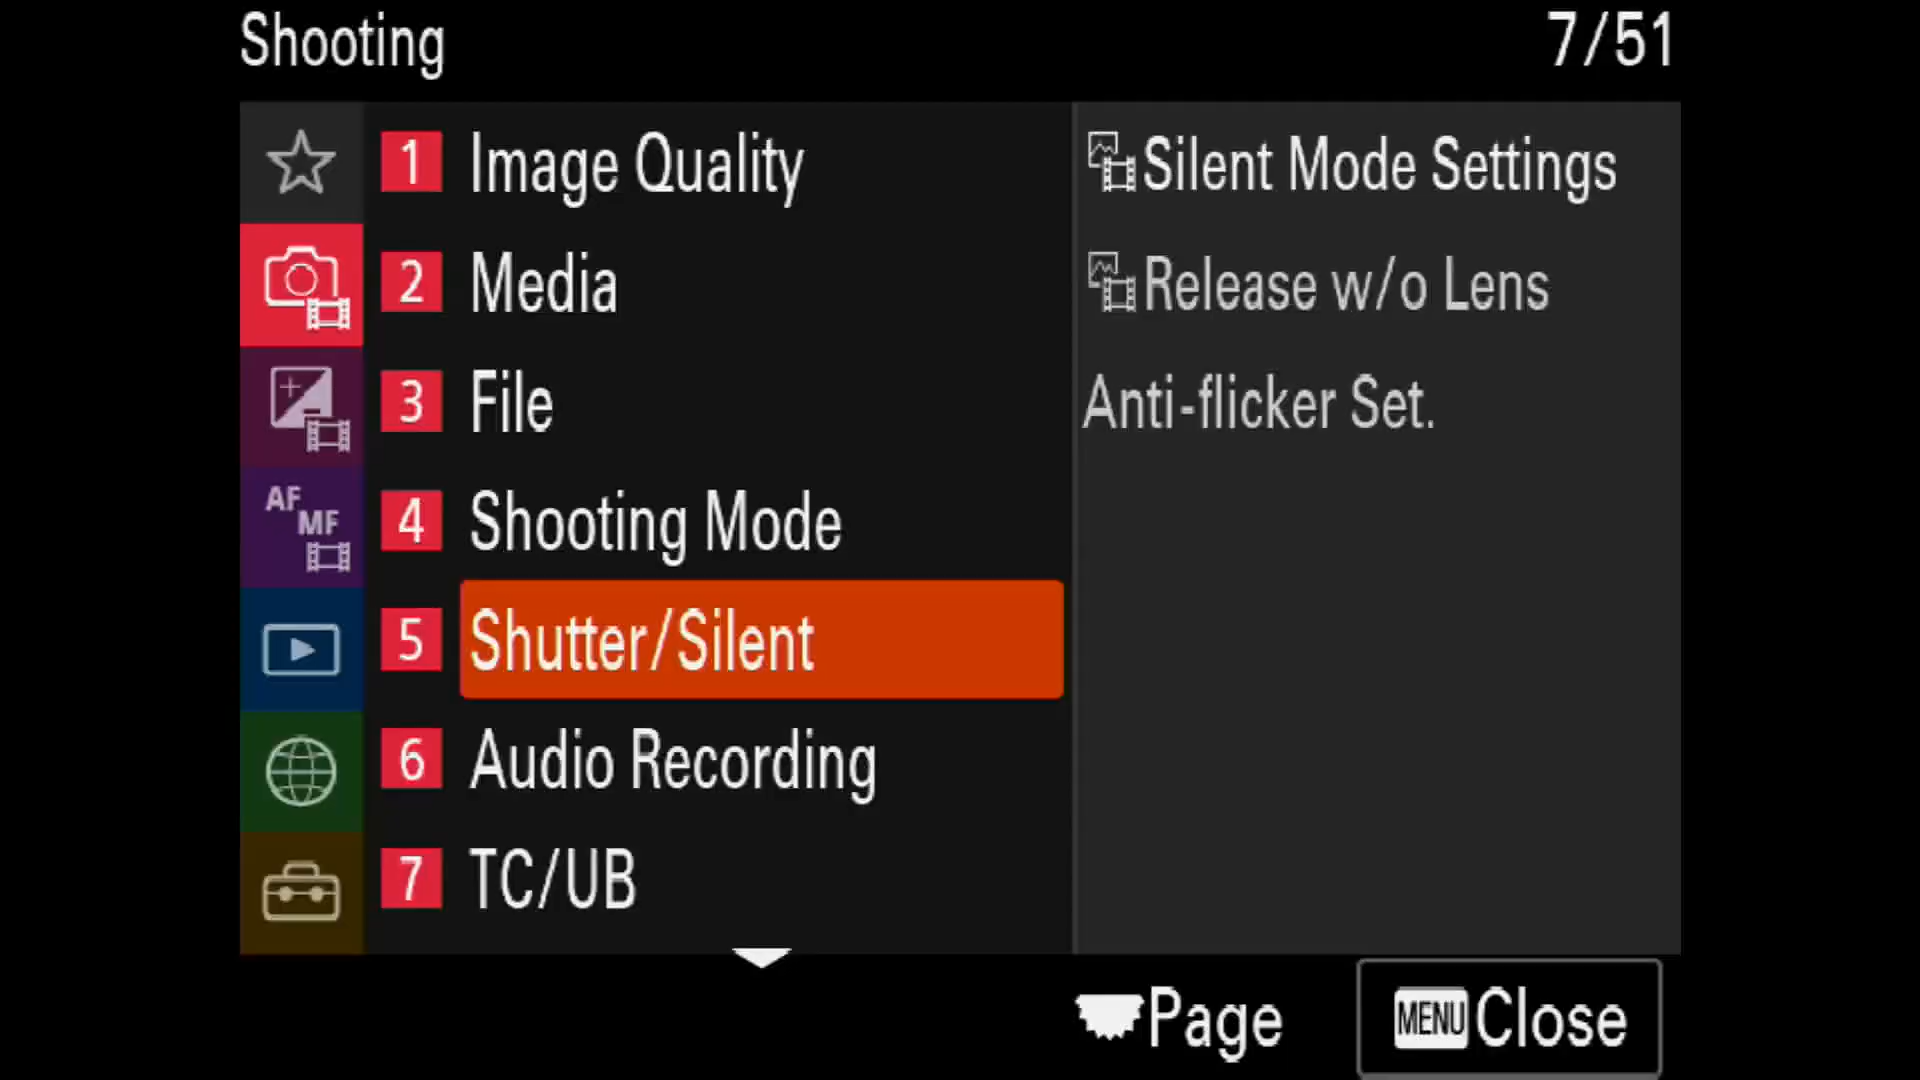 Shooting 7/51
1 Image Quality
2 Media
3 File
4 Shooting Mode
5 Shutter/Silent
6 Audio Recording
7 TC/UB
AF MF
Silent Mode Settings
Release w/o Lens
Anti-flicker Set.
Page
MENU Close